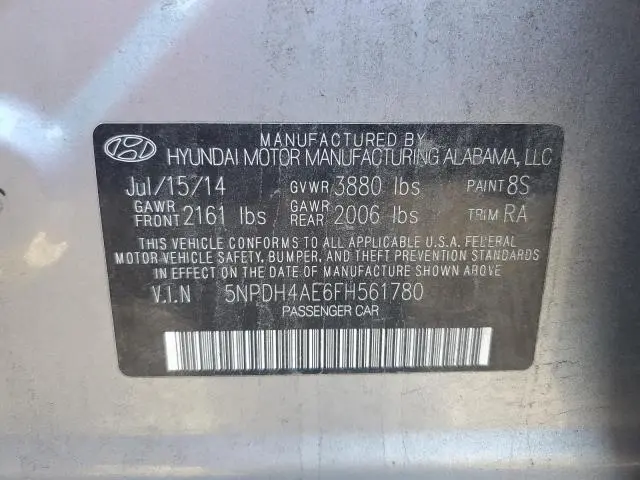 MANUFACTURED BY
HYUNDAI MOTOR MANUFACTURING ALABAMA, LLC
Jul/15/14 GVWR 3880 lbs PAINT 8S
GAWR FRONT 2161 lbs GAWR REAR 2006 lbs TRIM RA
THIS VEHICLE CONFORMS TO ALL APPLICABLE U.S.A. FEDERAL
MOTOR VEHICLE SAFETY, BUMPER, AND THEFT PREVENTION
STANDARDS IN EFFECT ON THE DATE OF MANUFACTURE SHOWN ABOVE
V.I.N 5NPDH4AE6FH561780
PASSENGER CAR